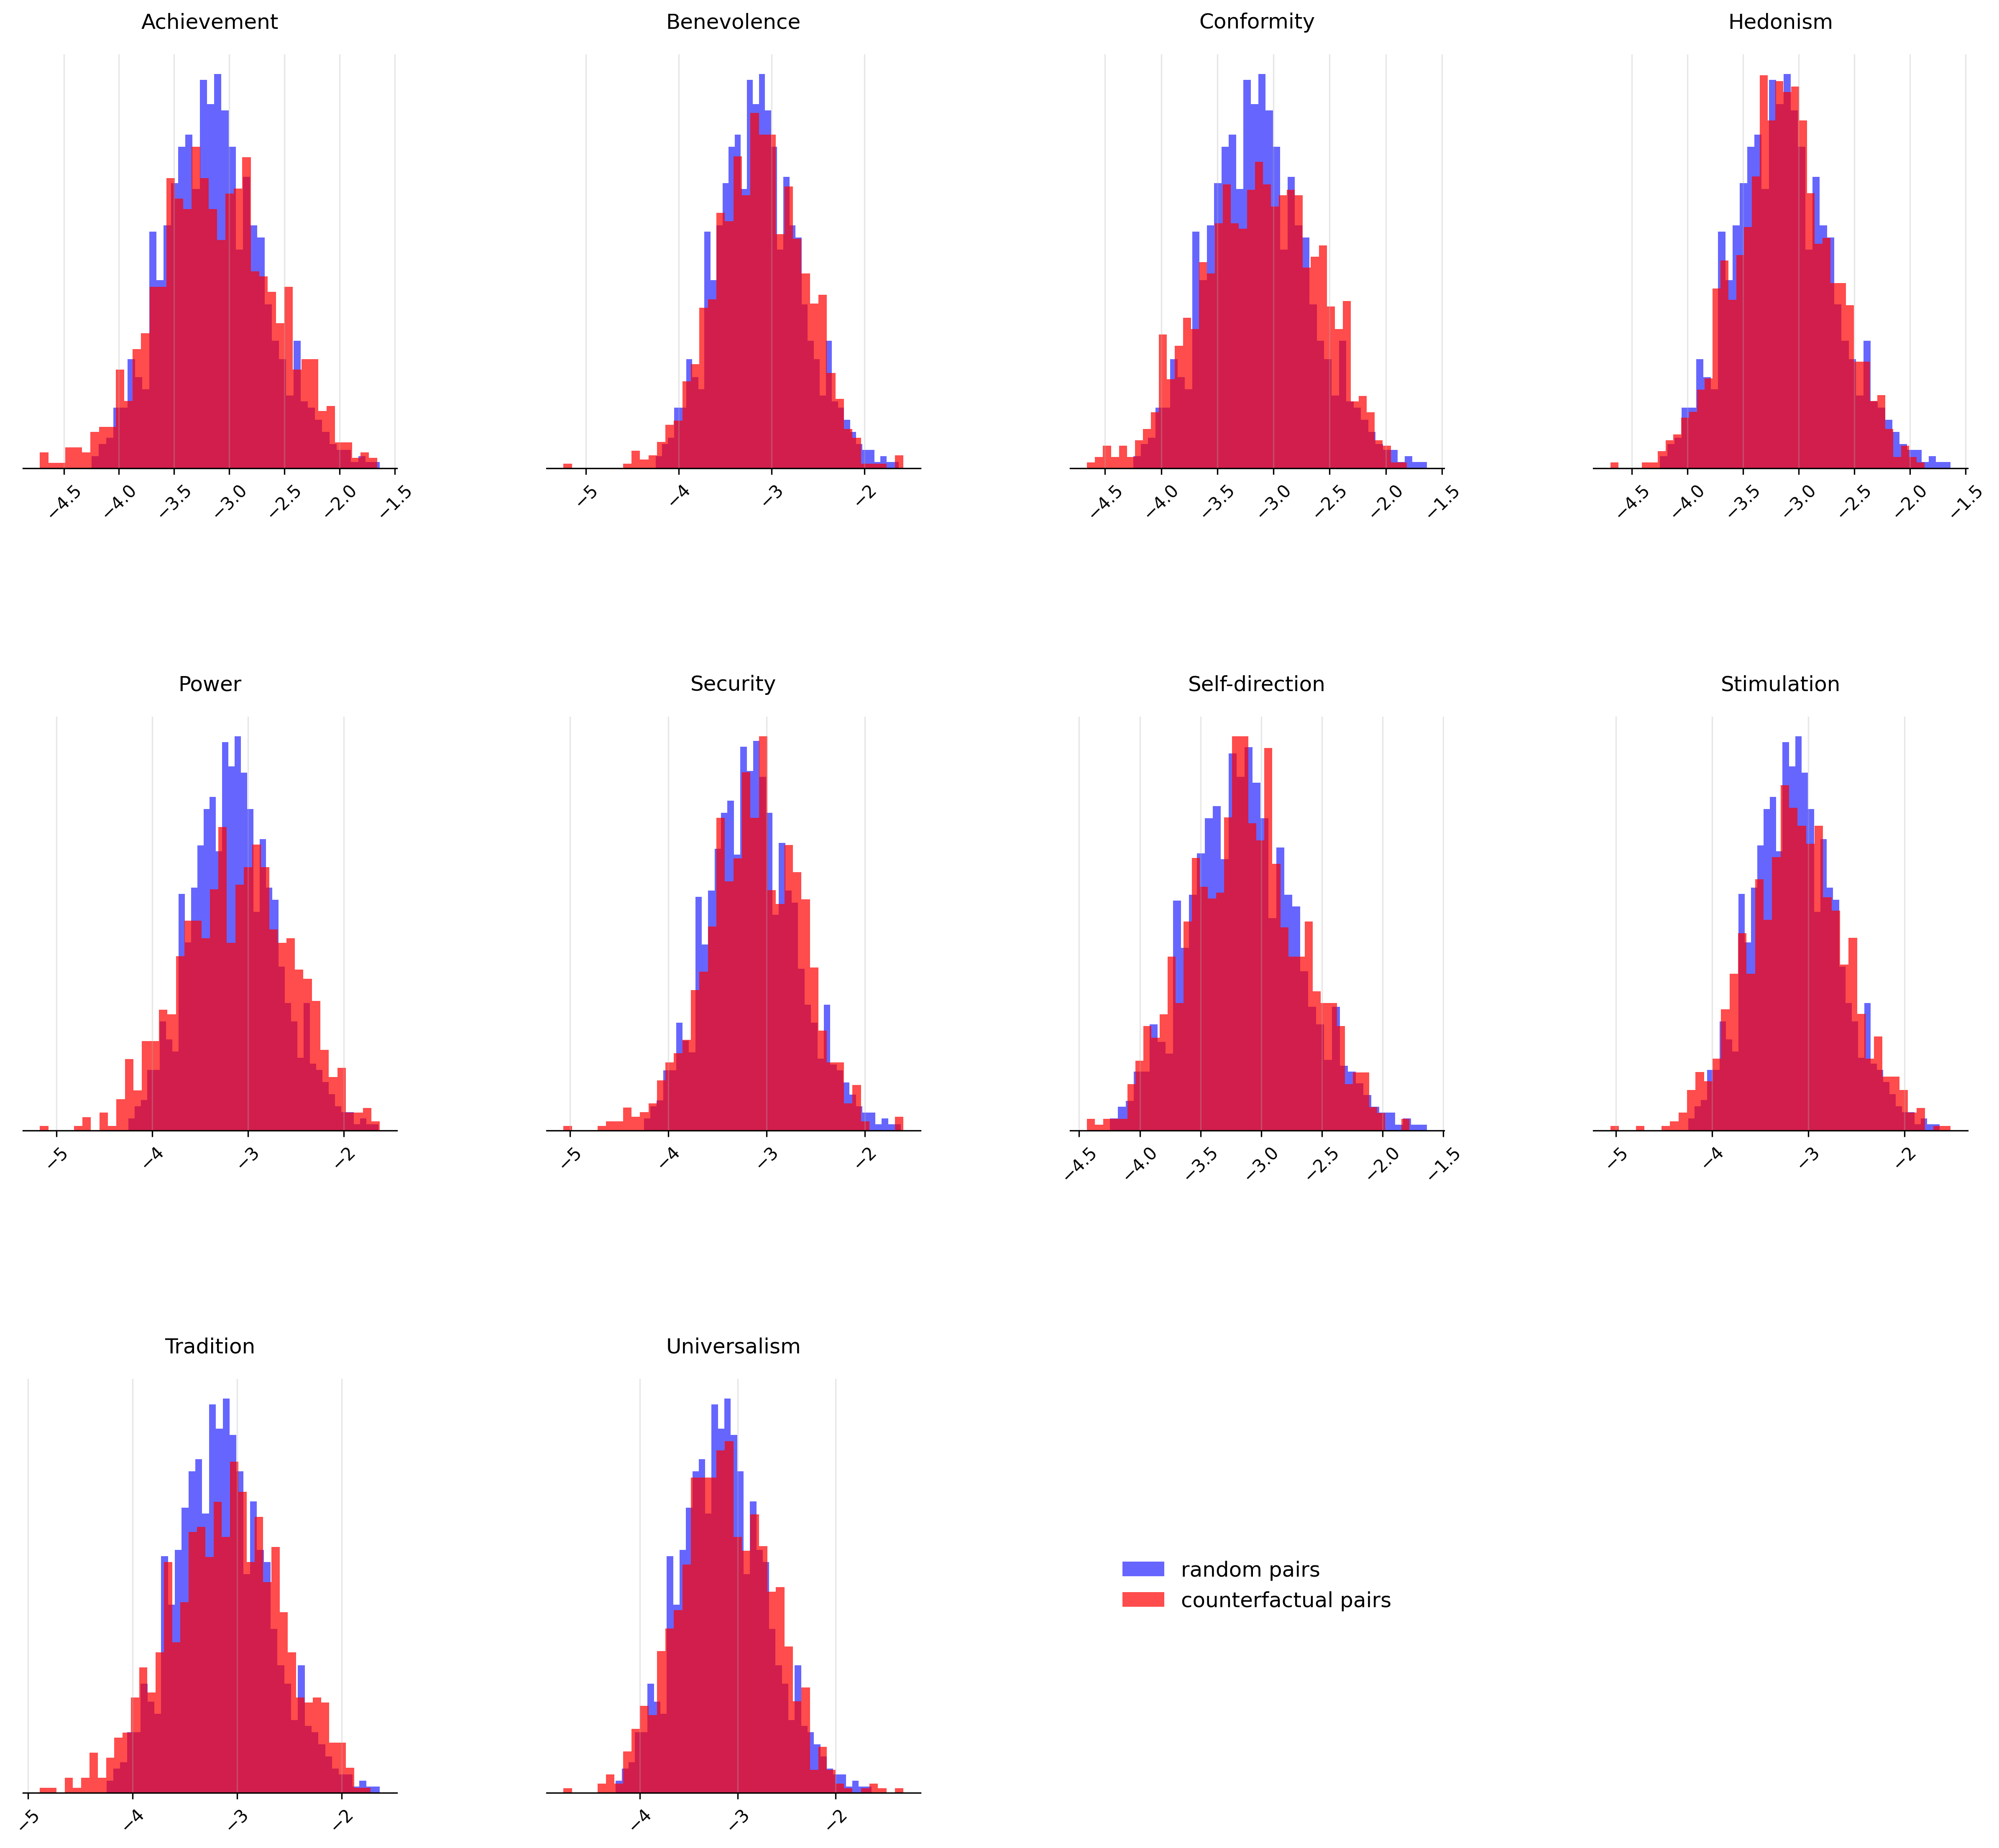 Achievement Benevolence Conformity Hedonism
−4.5 −4.0 −3.5 −3.0 −2.5 −2.0 −1.5 −5 −4 −3 −2 −4.5 −4.0 −3.5 −3.0 −2.5 −2.0 −1.5 −4.5 −4.0 −3.5 −3.0 −2.5 −2.0 −1.5
Power Security Self-direction Stimulation
−5 −4 −3 −2 −5 −4 −3 −2 −4.5 −4.0 −3.5 −3.0 −2.5 −2.0 −1.5 −5 −4 −3 −2
Tradition Universalism
random pairs
counterfactual pairs
−5 −4 −3 −2 −4 −3 −2